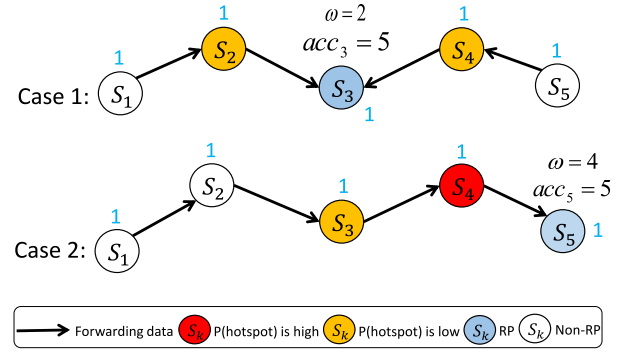 1 1 ω=2 1 1
acc₃ = 5
Case 1: S₁ S₂ S₃ S₄ S₅
1
1 1 1 1 ω=4
acc₅ = 5
Case 2: S₁ S₂ S₃ S₄ S₅ 1
Forwarding data Sₖ P(hotspot) is high Sₖ P(hotspot) is low Sₖ RP Sₖ Non-RP